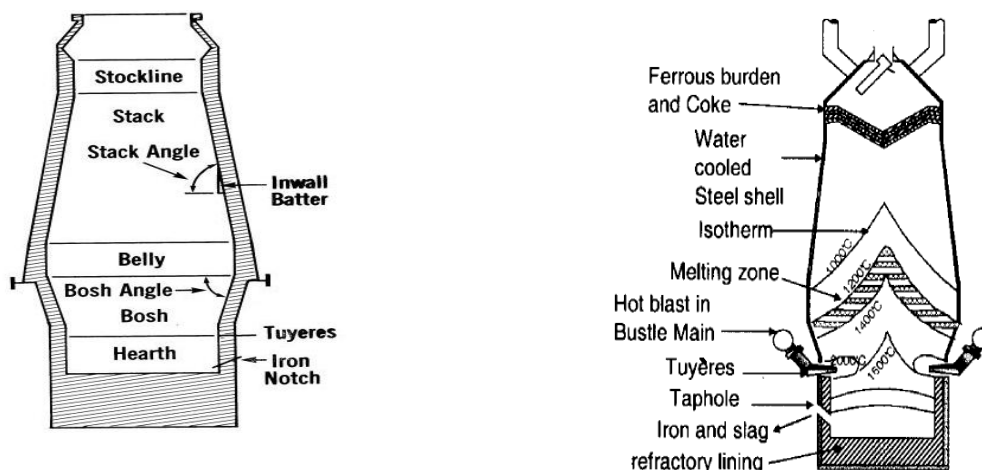 Stockline
Stack
Stack Angle
Inwall
Batter
Belly
Bosh Angle
Bosh
Tuyeres
Hearth
Iron
Notch
Ferrous burden
and Coke
Water
cooled
Steel shell
Isotherm
1000℃
Melting zone
1200℃
Hot blast in
Bustle Main
1400℃
2000℃
1500℃
Tuyères
Taphole
Iron and slag
refractory lining